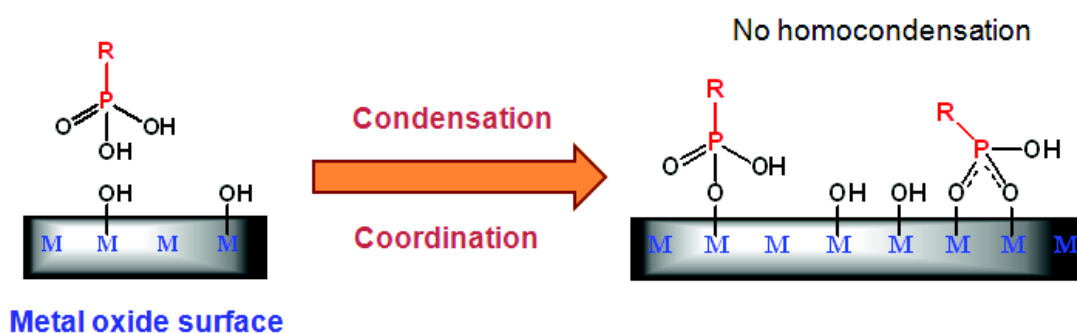 No homocondensation
R
P
O
OH
OH
OH
OH
M M M M
Metal oxide surface
Condensation
Coordination
R
P
O
OH
O
OH
OH
R
P
OH
O
O
M M M M M M M M